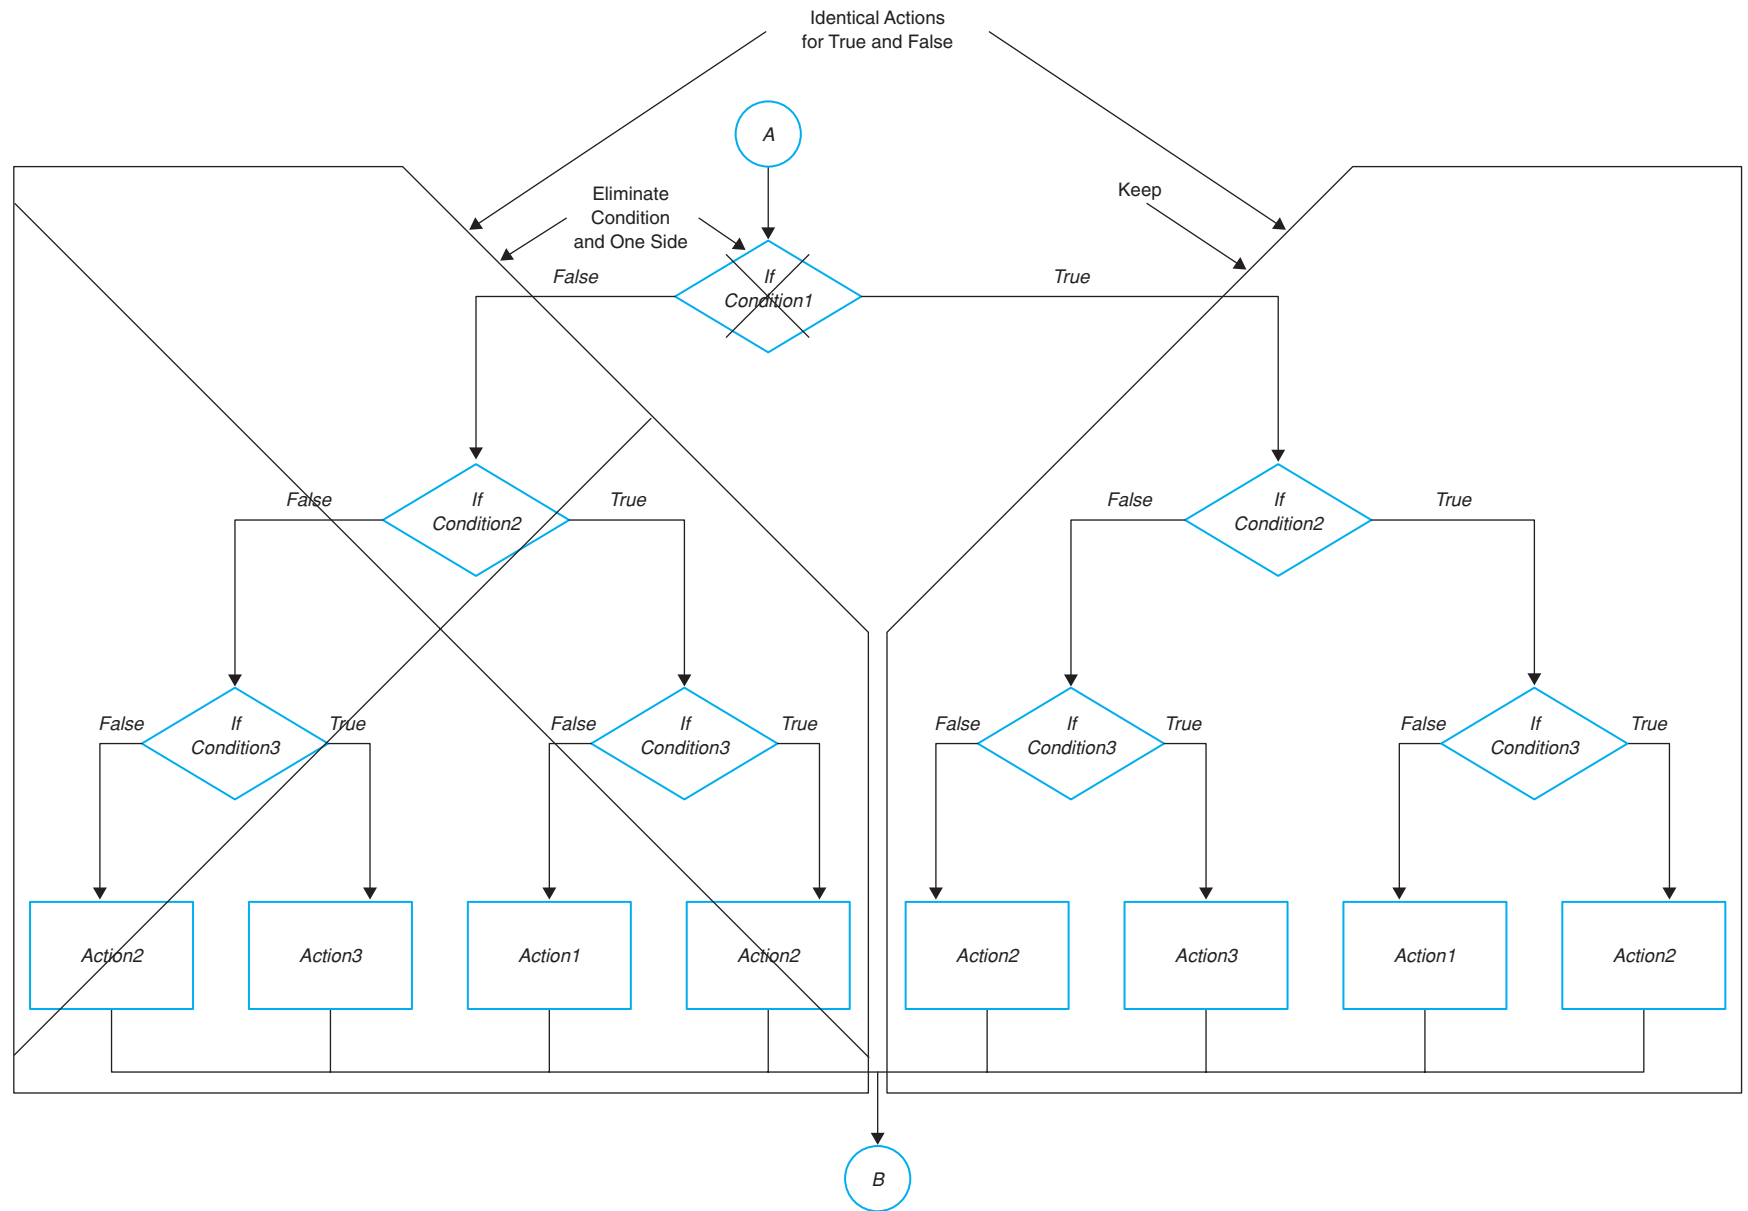 Identical Actions
for True and False
A
Eliminate
Condition
and One Side
Keep
False
If
Condition1
True
False
If
Condition2
True
False
If
Condition2
True
False
If
Condition3
True
False
If
Condition3
True
False
If
Condition3
True
False
If
Condition3
True
Action2
Action3
Action1
Action2
Action2
Action3
Action1
Action2
B